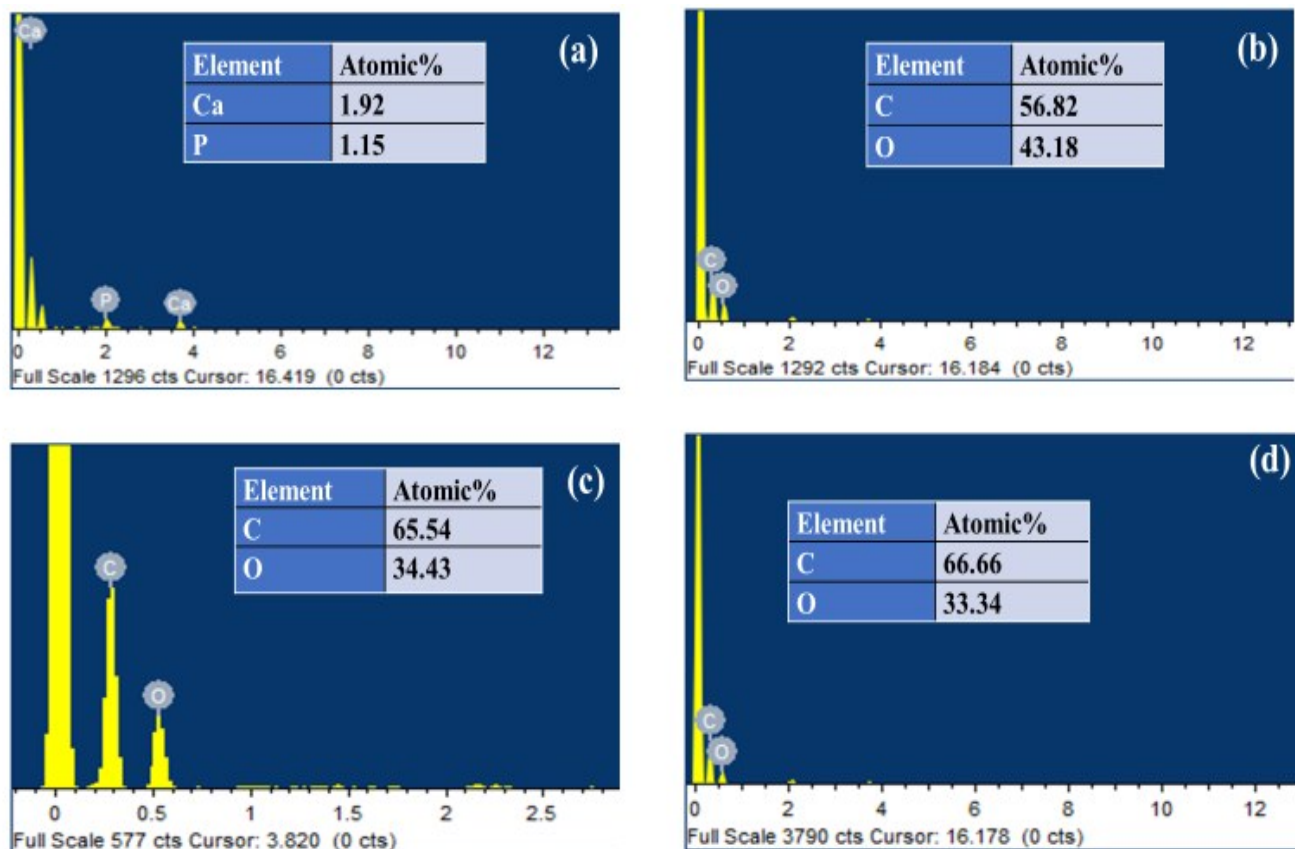 Ca
(a)
Element Atomic%
Ca 1.92
P 1.15
P Ca
0 2 4 6 8 10 12
Full Scale 1296 cts Cursor: 16.419 (0 cts)
(b)
Element Atomic%
C 56.82
O 43.18
C
O
0 2 4 6 8 10 12
Full Scale 1292 cts Cursor: 16.184 (0 cts)
(c)
Element Atomic%
C 65.54
O 34.43
C
O
0 0.5 1 1.5 2 2.5
Full Scale 577 cts Cursor: 3.820 (0 cts)
(d)
Element Atomic%
C 66.66
O 33.34
C
O
0 2 4 6 8 10 12
Full Scale 3790 cts Cursor: 16.178 (0 cts)